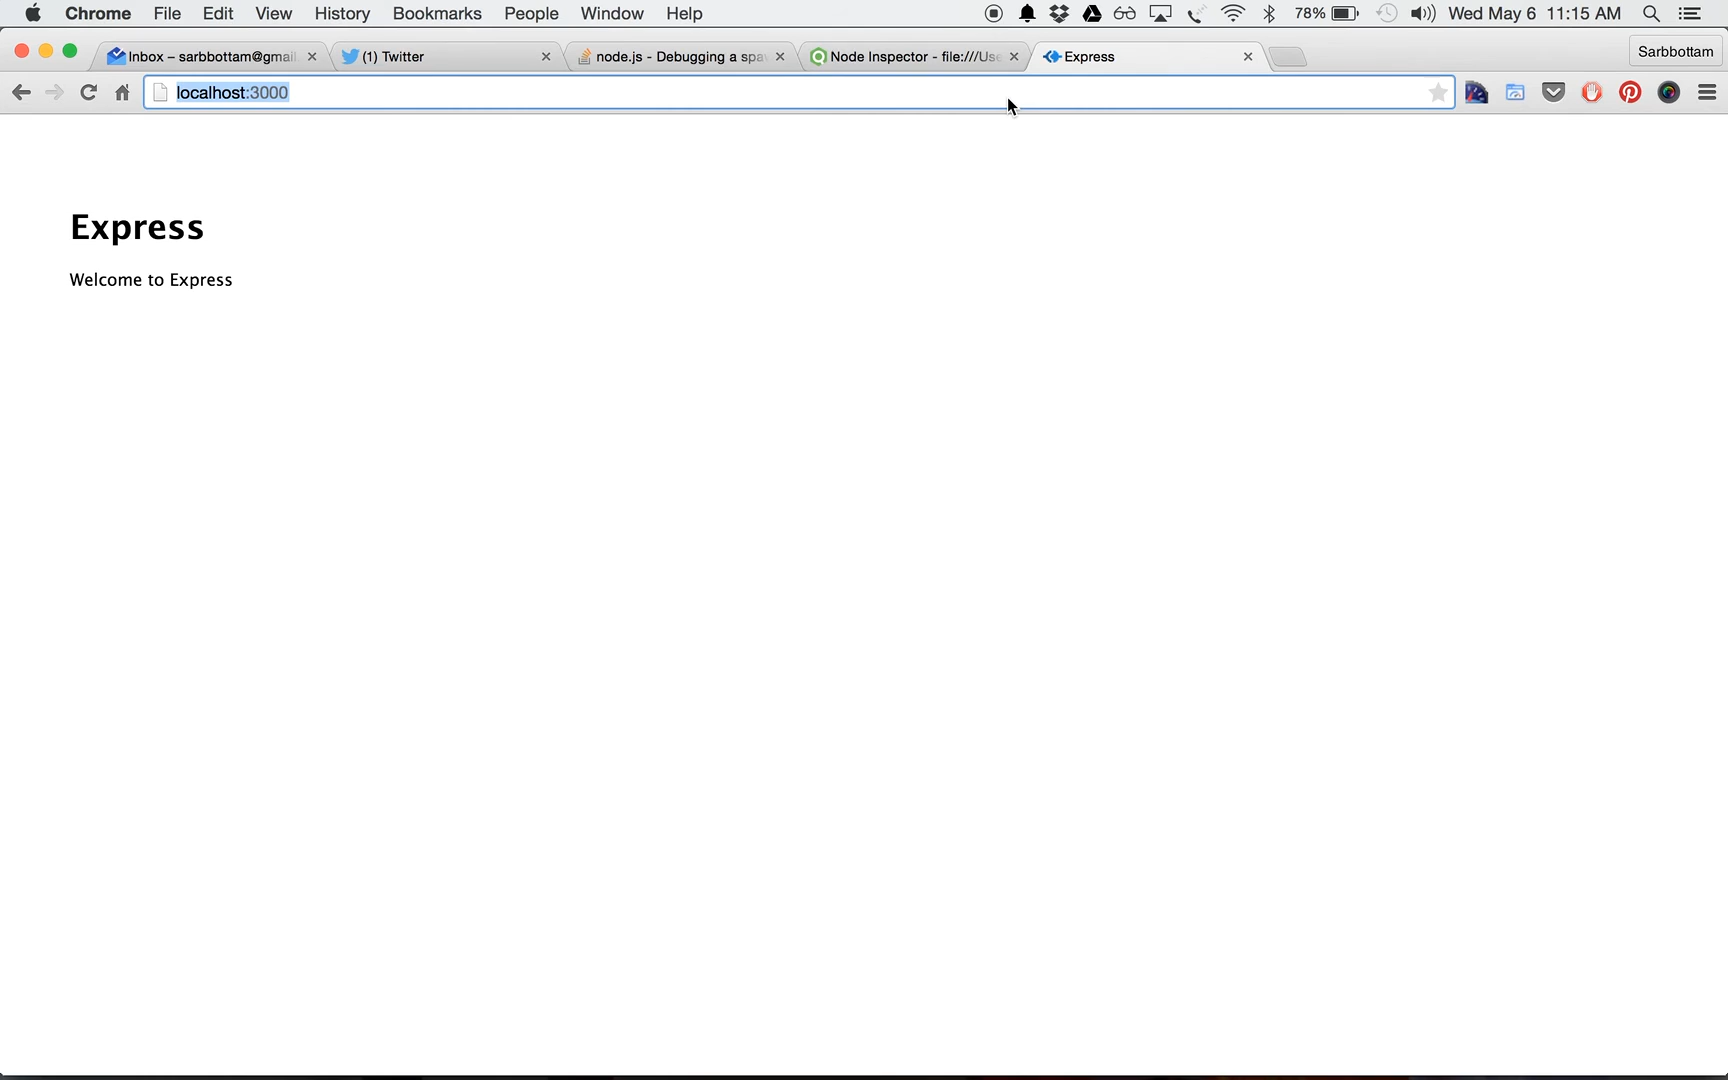 Chrome File Edit View History Bookmarks People Window Help 78% Wed May 6 11:15 AM
Inbox – sarbbottam@gmail (1) Twitter node.js - Debugging a spa Node Inspector - file:///Use Express Sarbbottam
localhost:3000
Express
Welcome to Express